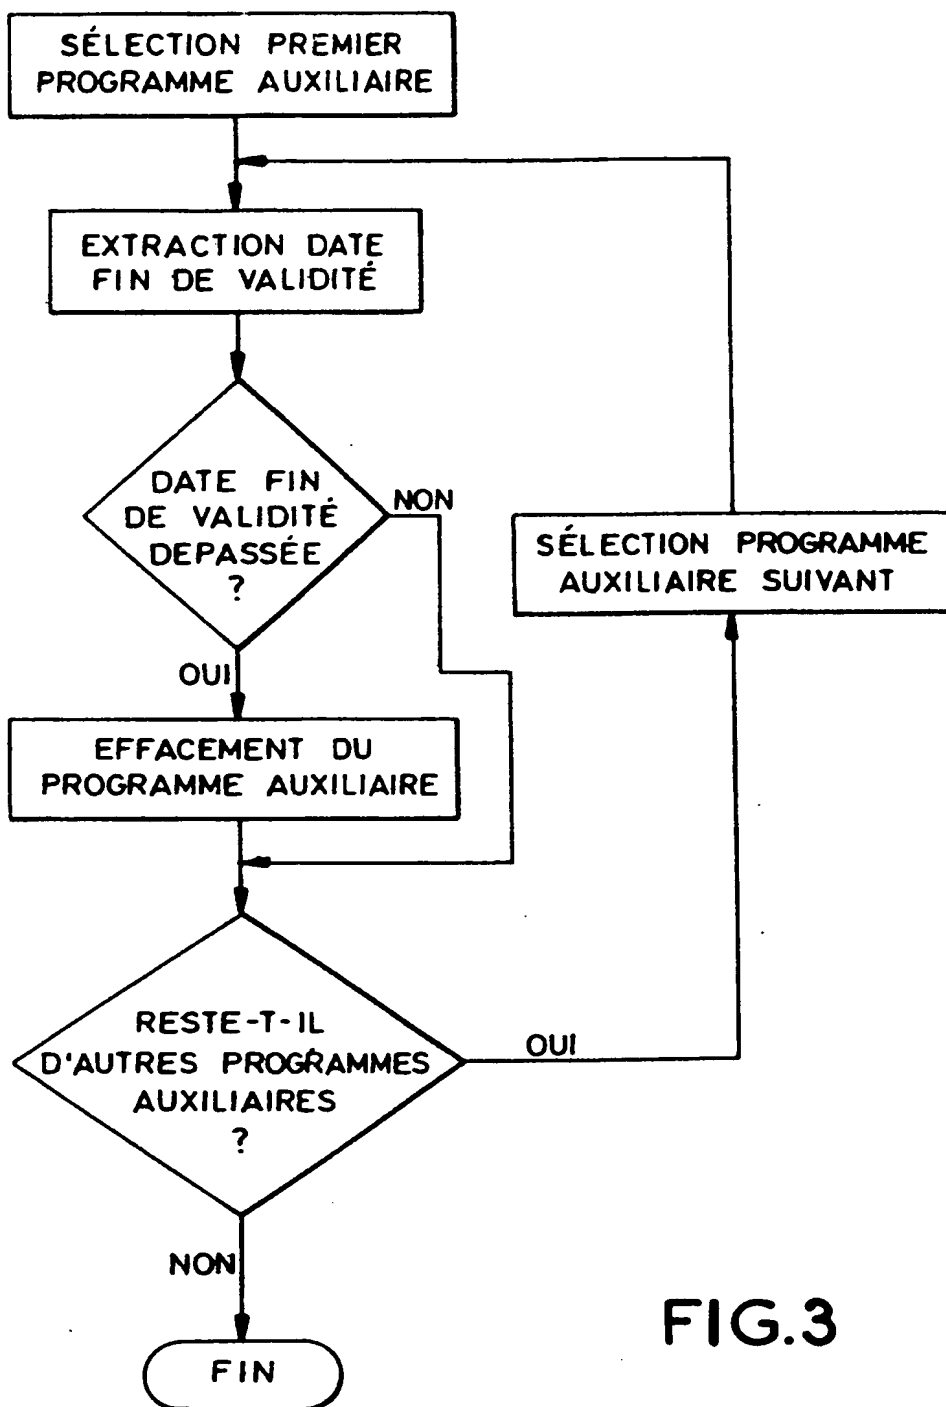 SÉLECTION PREMIER
PROGRAMME AUXILIAIRE
EXTRACTION DATE
FIN DE VALIDITÉ
DATE FIN
DE VALIDITÉ
DEPASSÉE
?
NON
SÉLECTION PROGRAMME
AUXILIAIRE SUIVANT
OUI
EFFACEMENT DU
PROGRAMME AUXILIAIRE
RESTE-T-IL
D'AUTRES PROGRAMMES
AUXILIAIRES
?
OUI
NON
FIN
FIG.3